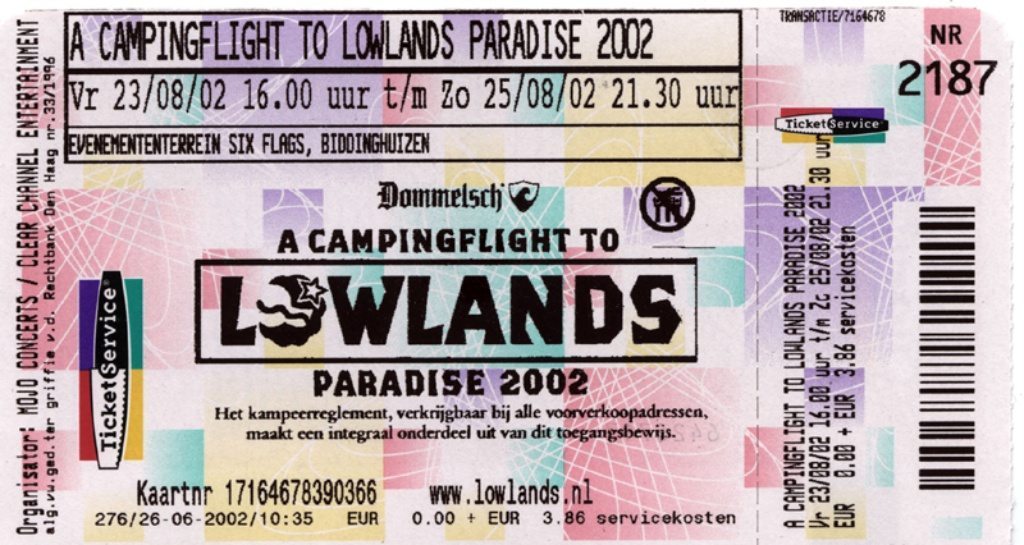 A CAMPINGFLIGHT TO LOWLANDS PARADISE 2002
Vr 23/08/02 16.00 uur t/m Zo 25/08/02 21.30 uur
EVENEMENTENTERREIN SIX FLAGS, BIDDINGHUIZEN
Organisator: MOJO CONCERTS / CLEAR CHANNEL ENTERTAINMENT
alg.vw.ged.ter griffie v.d. Rechtbank Den Haag nr.33/1996
TicketService®
Dommelsch
A CAMPINGFLIGHT TO
LOWLANDS
PARADISE 2002
Het kampeerreglement, verkrijgbaar bij alle voorverkoopadressen,
maakt een integraal onderdeel uit van dit toegangsbewijs.
Kaartnr 17164678390366 www.lowlands.nl
276/26-06-2002/10:35 EUR 0.00 + EUR 3.86 servicekosten
TRANSACTIE/7164678
NR
2187
TicketService®
A CAMPINGFLIGHT TO LOWLANDS PARADISE 2002
Vr 23/08/02 16.00 uur t/m Zo 25/08/02 21.30 uur
EUR 0.00 + EUR 3.86 servicekosten